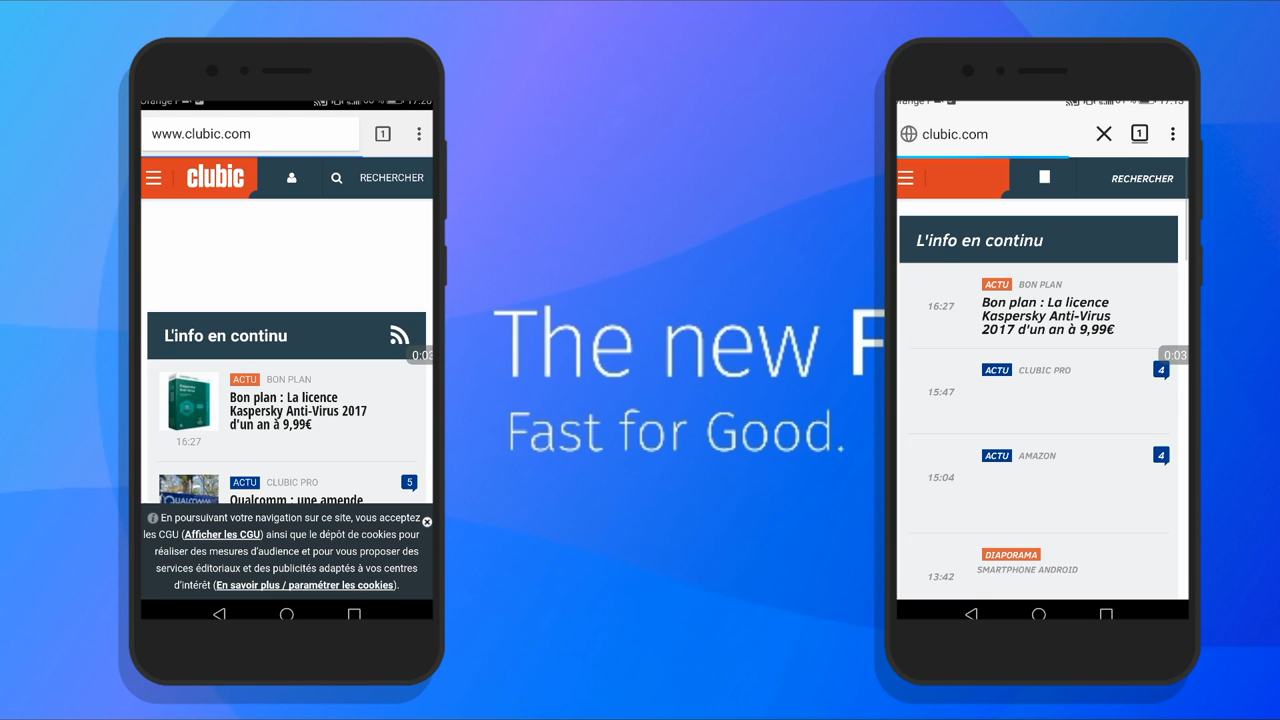 www.clubic.com
1
clubic
RECHERCHER
L'info en continu
0:03
ACTU BON PLAN
Bon plan : La licence
Kaspersky Anti-Virus 2017
d'un an à 9,99€
16:27
ACTU CLUBIC PRO
5
Qualcomm : une amende
En poursuivant votre navigation sur ce site, vous acceptez
les CGU (Afficher les CGU) ainsi que le dépôt de cookies pour
réaliser des mesures d'audience et pour vous proposer des
services éditoriaux et des publicités adaptés à vos centres
d'intérêt (En savoir plus / paramétrer les cookies).
The new F
Fast for Good.
clubic.com
1
RECHERCHER
L'info en continu
ACTU BON PLAN
16:27
Bon plan : La licence
Kaspersky Anti-Virus
2017 d'un an à 9,99€
0:03
ACTU CLUBIC PRO
4
15:47
ACTU AMAZON
4
15:04
DIAPORAMA
SMARTPHONE ANDROID
13:42